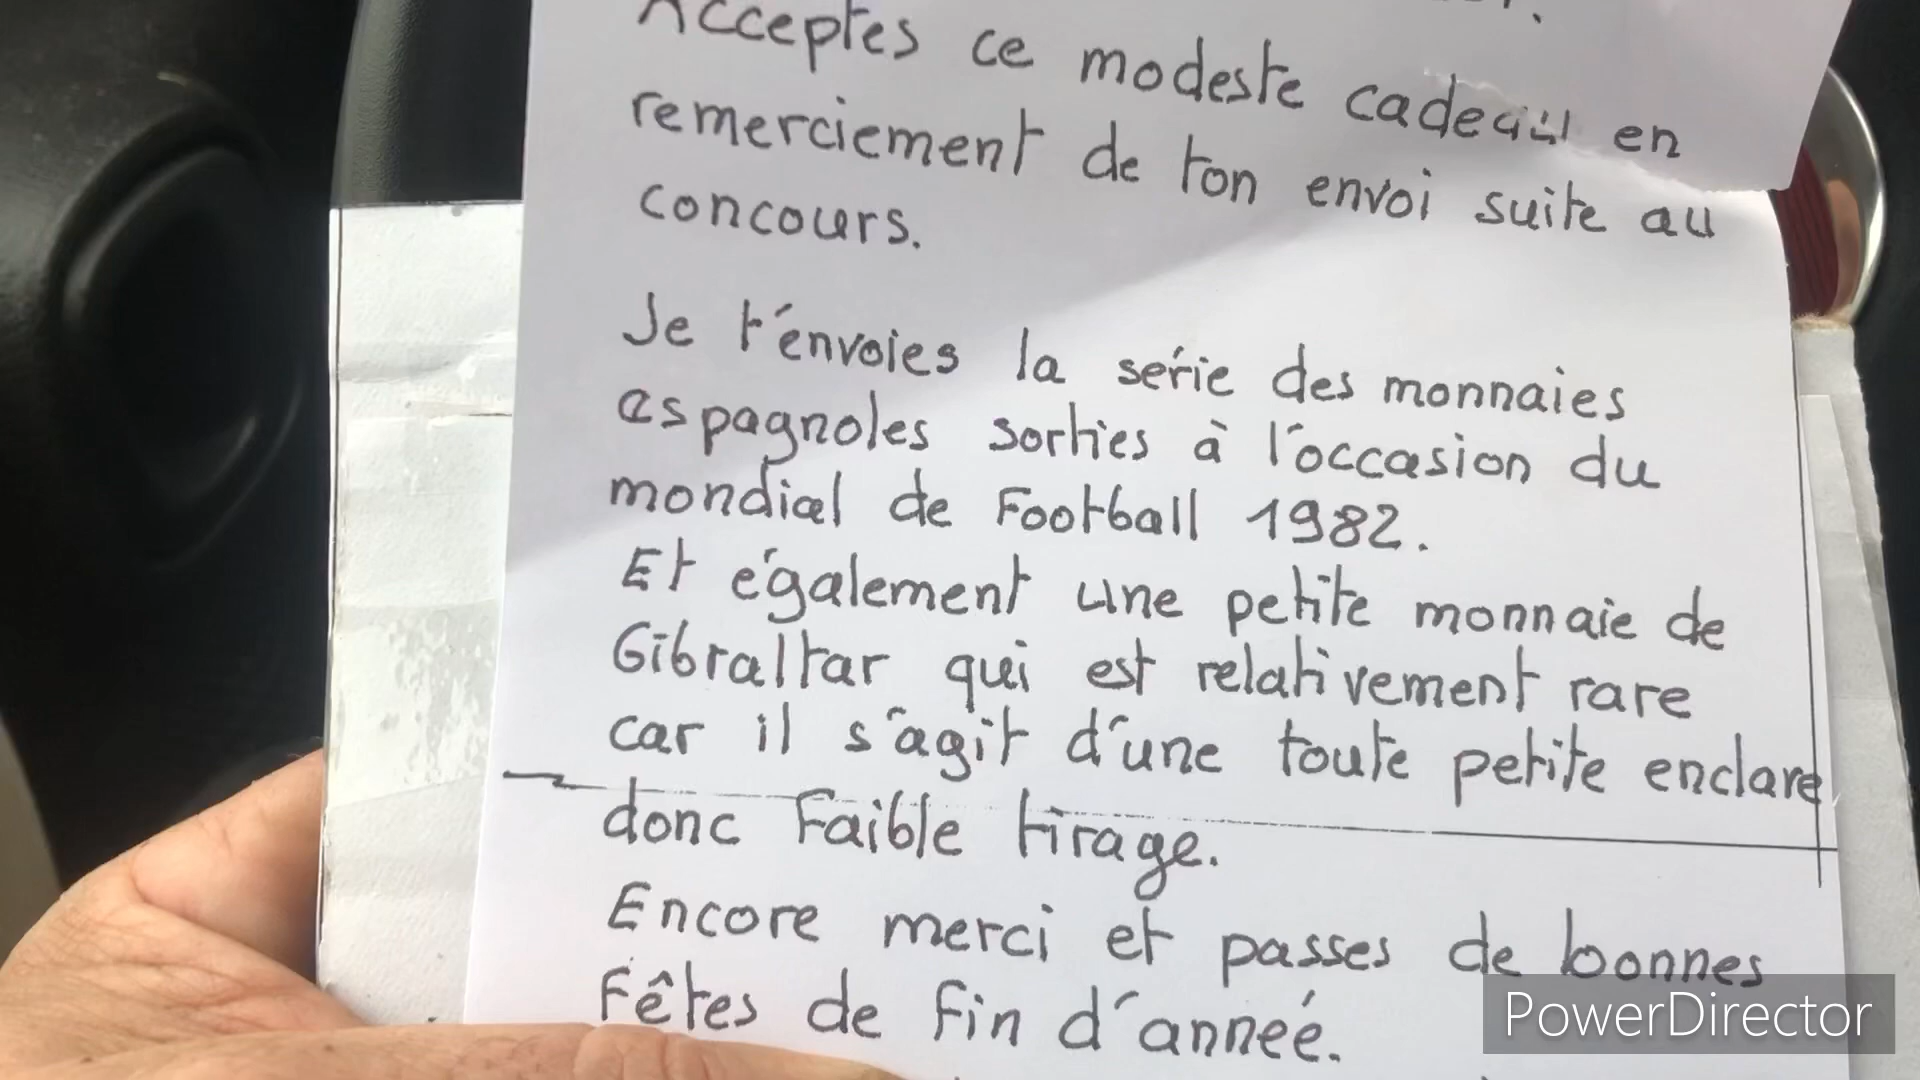 Acceptes ce modeste cadeau en
remerciement de ton envoi suite au
concours.
Je t'envoies la série des monnaies
espagnoles sorties à l'occasion du
mondial de Football 1982.
Et également une petite monnaie de
Gibraltar qui est relativement rare
car il s'agit d'une toute petite enclave
donc Faible tirage.
Encore merci et passes de bonnes
Fêtes de fin d'année.
PowerDirector